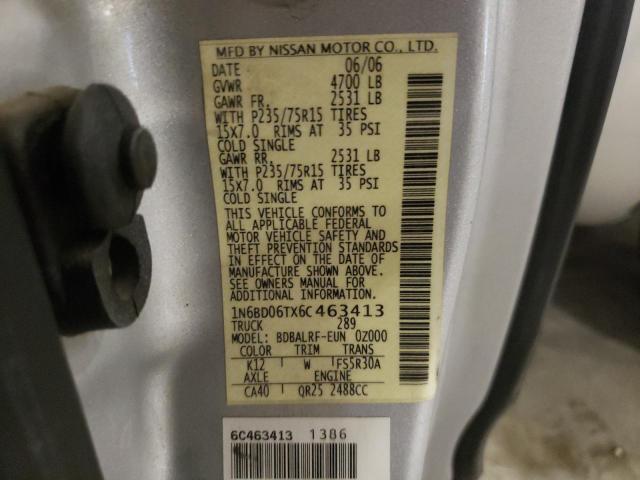 MFD BY NISSAN MOTOR CO., LTD.
DATE 06/06
GVWR 4700 LB
GAWR FR. 2531 LB
WITH P235/75R15 TIRES
15X7.0 RIMS AT 35 PSI
COLD SINGLE
GAWR RR. 2531 LB
WITH P235/75R15 TIRES
15X7.0 RIMS AT 35 PSI
COLD SINGLE
THIS VEHICLE CONFORMS TO
ALL APPLICABLE FEDERAL
MOTOR VEHICLE SAFETY AND
THEFT PREVENTION STANDARDS
IN EFFECT ON THE DATE OF
MANUFACTURE SHOWN ABOVE.
SEE OWNERS MANUAL FOR
ADDITIONAL INFORMATION.
1N6BD06TX6C463413
TRUCK 289
MODEL: BDBALRF-EUN 0Z000
COLOR TRIM TRANS
K12 W FS5R30A
AXLE ENGINE
CA40 QR25 2488CC
6C463413 1386